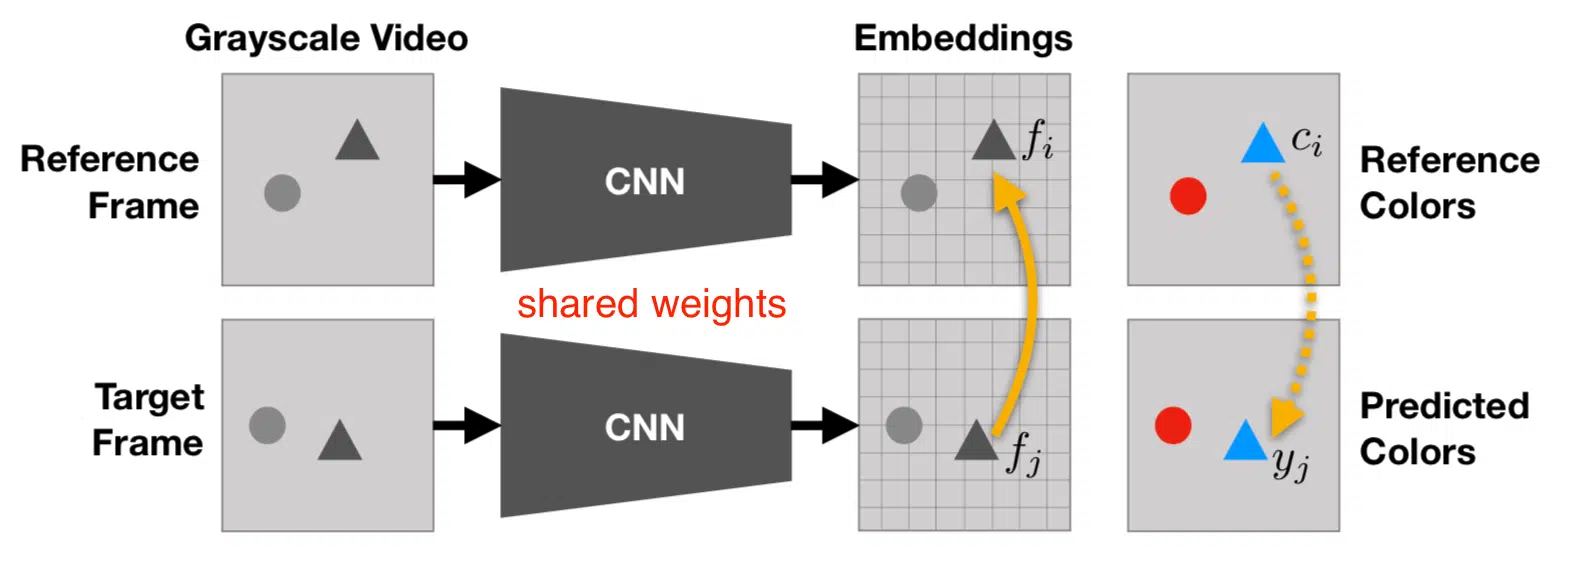 Grayscale Video
Embeddings
Reference
Frame
CNN
f_i
c_i
Reference
Colors
shared weights
Target
Frame
CNN
f_j
y_j
Predicted
Colors